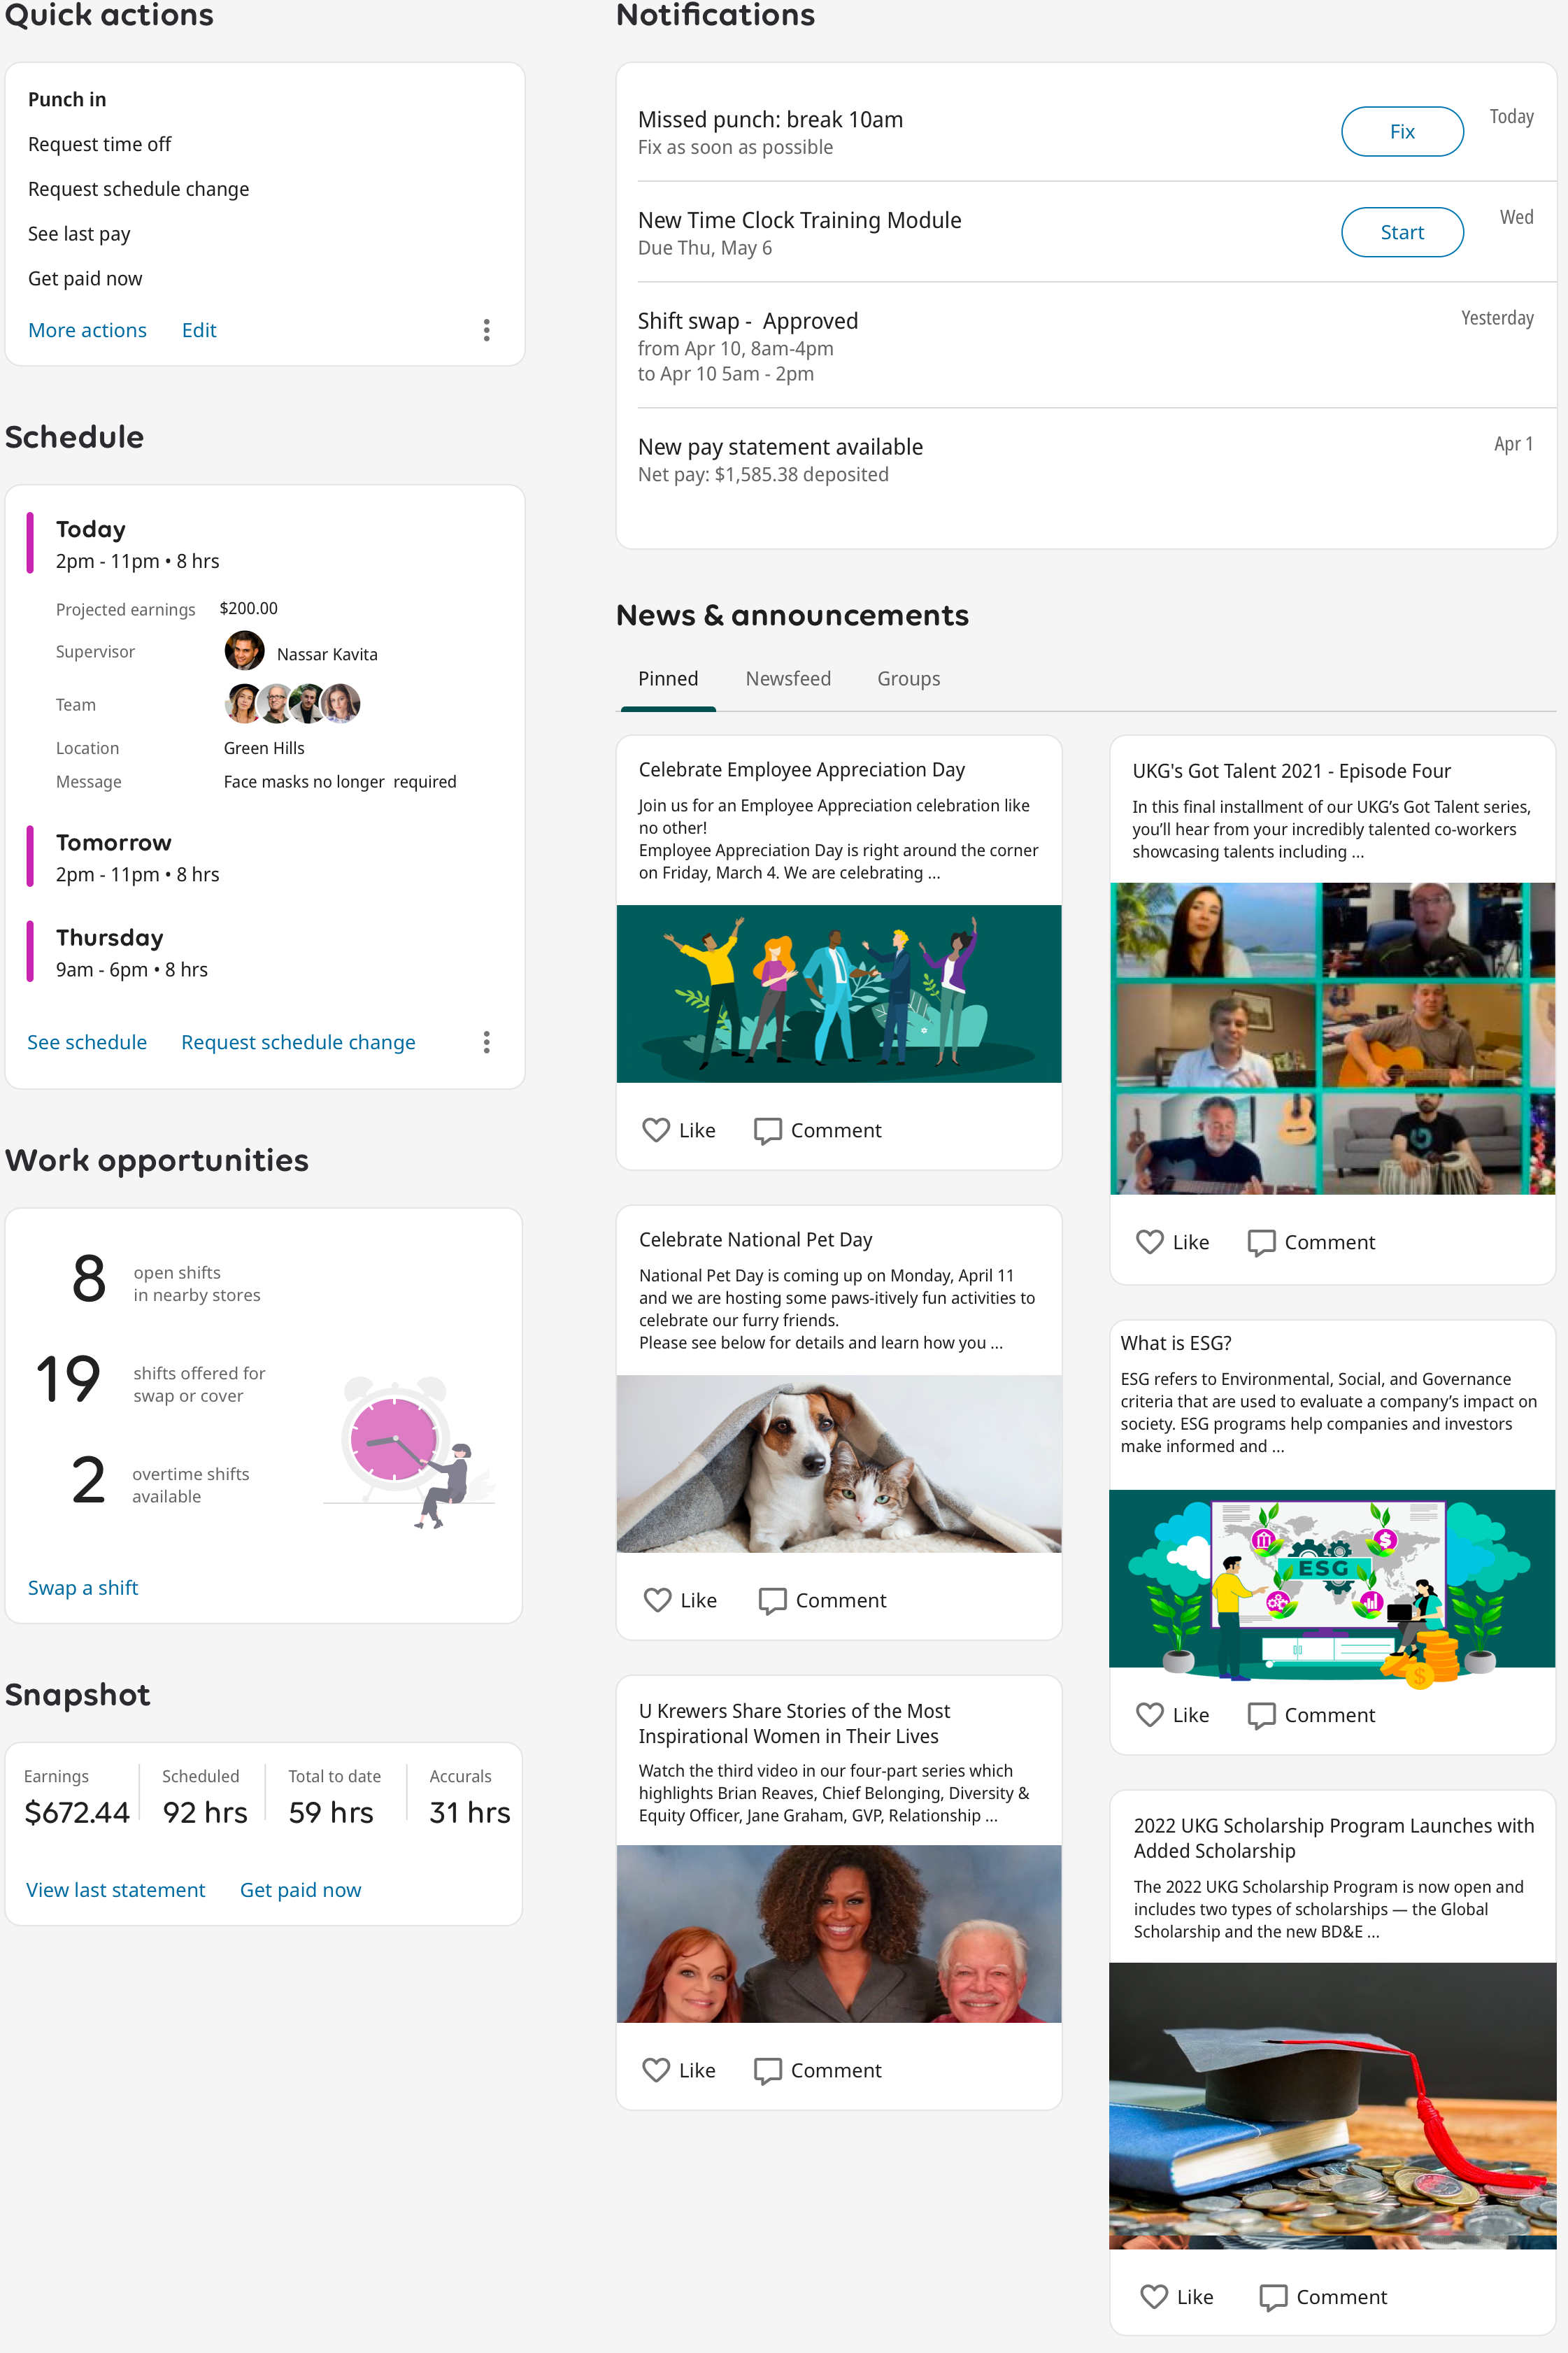 Quick actions
Punch in
Request time off
Request schedule change
See last pay
Get paid now
More actions Edit
Schedule
Today
2pm - 11pm • 8 hrs
Projected earnings $200.00
Supervisor Nassar Kavita
Team
Location Green Hills
Message Face masks no longer  required
Tomorrow
2pm - 11pm • 8 hrs
Thursday
9am - 6pm • 8 hrs
See schedule Request schedule change
Work opportunities
8 open shifts
in nearby stores
19 shifts offered for
swap or cover
2 overtime shifts
available
Swap a shift
Snapshot
Earnings Scheduled Total to date Accurals
$672.44 92 hrs 59 hrs 31 hrs
View last statement Get paid now
Notifications
Missed punch: break 10am Fix Today
Fix as soon as possible
New Time Clock Training Module Start Wed
Due Thu, May 6
Shift swap -  Approved Yesterday
from Apr 10, 8am-4pm
to Apr 10 5am - 2pm
New pay statement available Apr 1
Net pay: $1,585.38 deposited
News & announcements
Pinned Newsfeed Groups
Celebrate Employee Appreciation Day
Join us for an Employee Appreciation celebration like
no other!
Employee Appreciation Day is right around the corner
on Friday, March 4. We are celebrating ...
Like Comment
Celebrate National Pet Day
National Pet Day is coming up on Monday, April 11
and we are hosting some paws-itively fun activities to
celebrate our furry friends.
Please see below for details and learn how you ...
Like Comment
U Krewers Share Stories of the Most
Inspirational Women in Their Lives
Watch the third video in our four-part series which
highlights Brian Reaves, Chief Belonging, Diversity &
Equity Officer, Jane Graham, GVP, Relationship ...
Like Comment
UKG's Got Talent 2021 - Episode Four
In this final installment of our UKG’s Got Talent series,
you’ll hear from your incredibly talented co-workers
showcasing talents including ...
Like Comment
What is ESG?
ESG refers to Environmental, Social, and Governance
criteria that are used to evaluate a company’s impact on
society. ESG programs help companies and investors
make informed and ...
$
ESG
$
Like Comment
2022 UKG Scholarship Program Launches with
Added Scholarship
The 2022 UKG Scholarship Program is now open and
includes two types of scholarships — the Global
Scholarship and the new BD&E ...
Like Comment